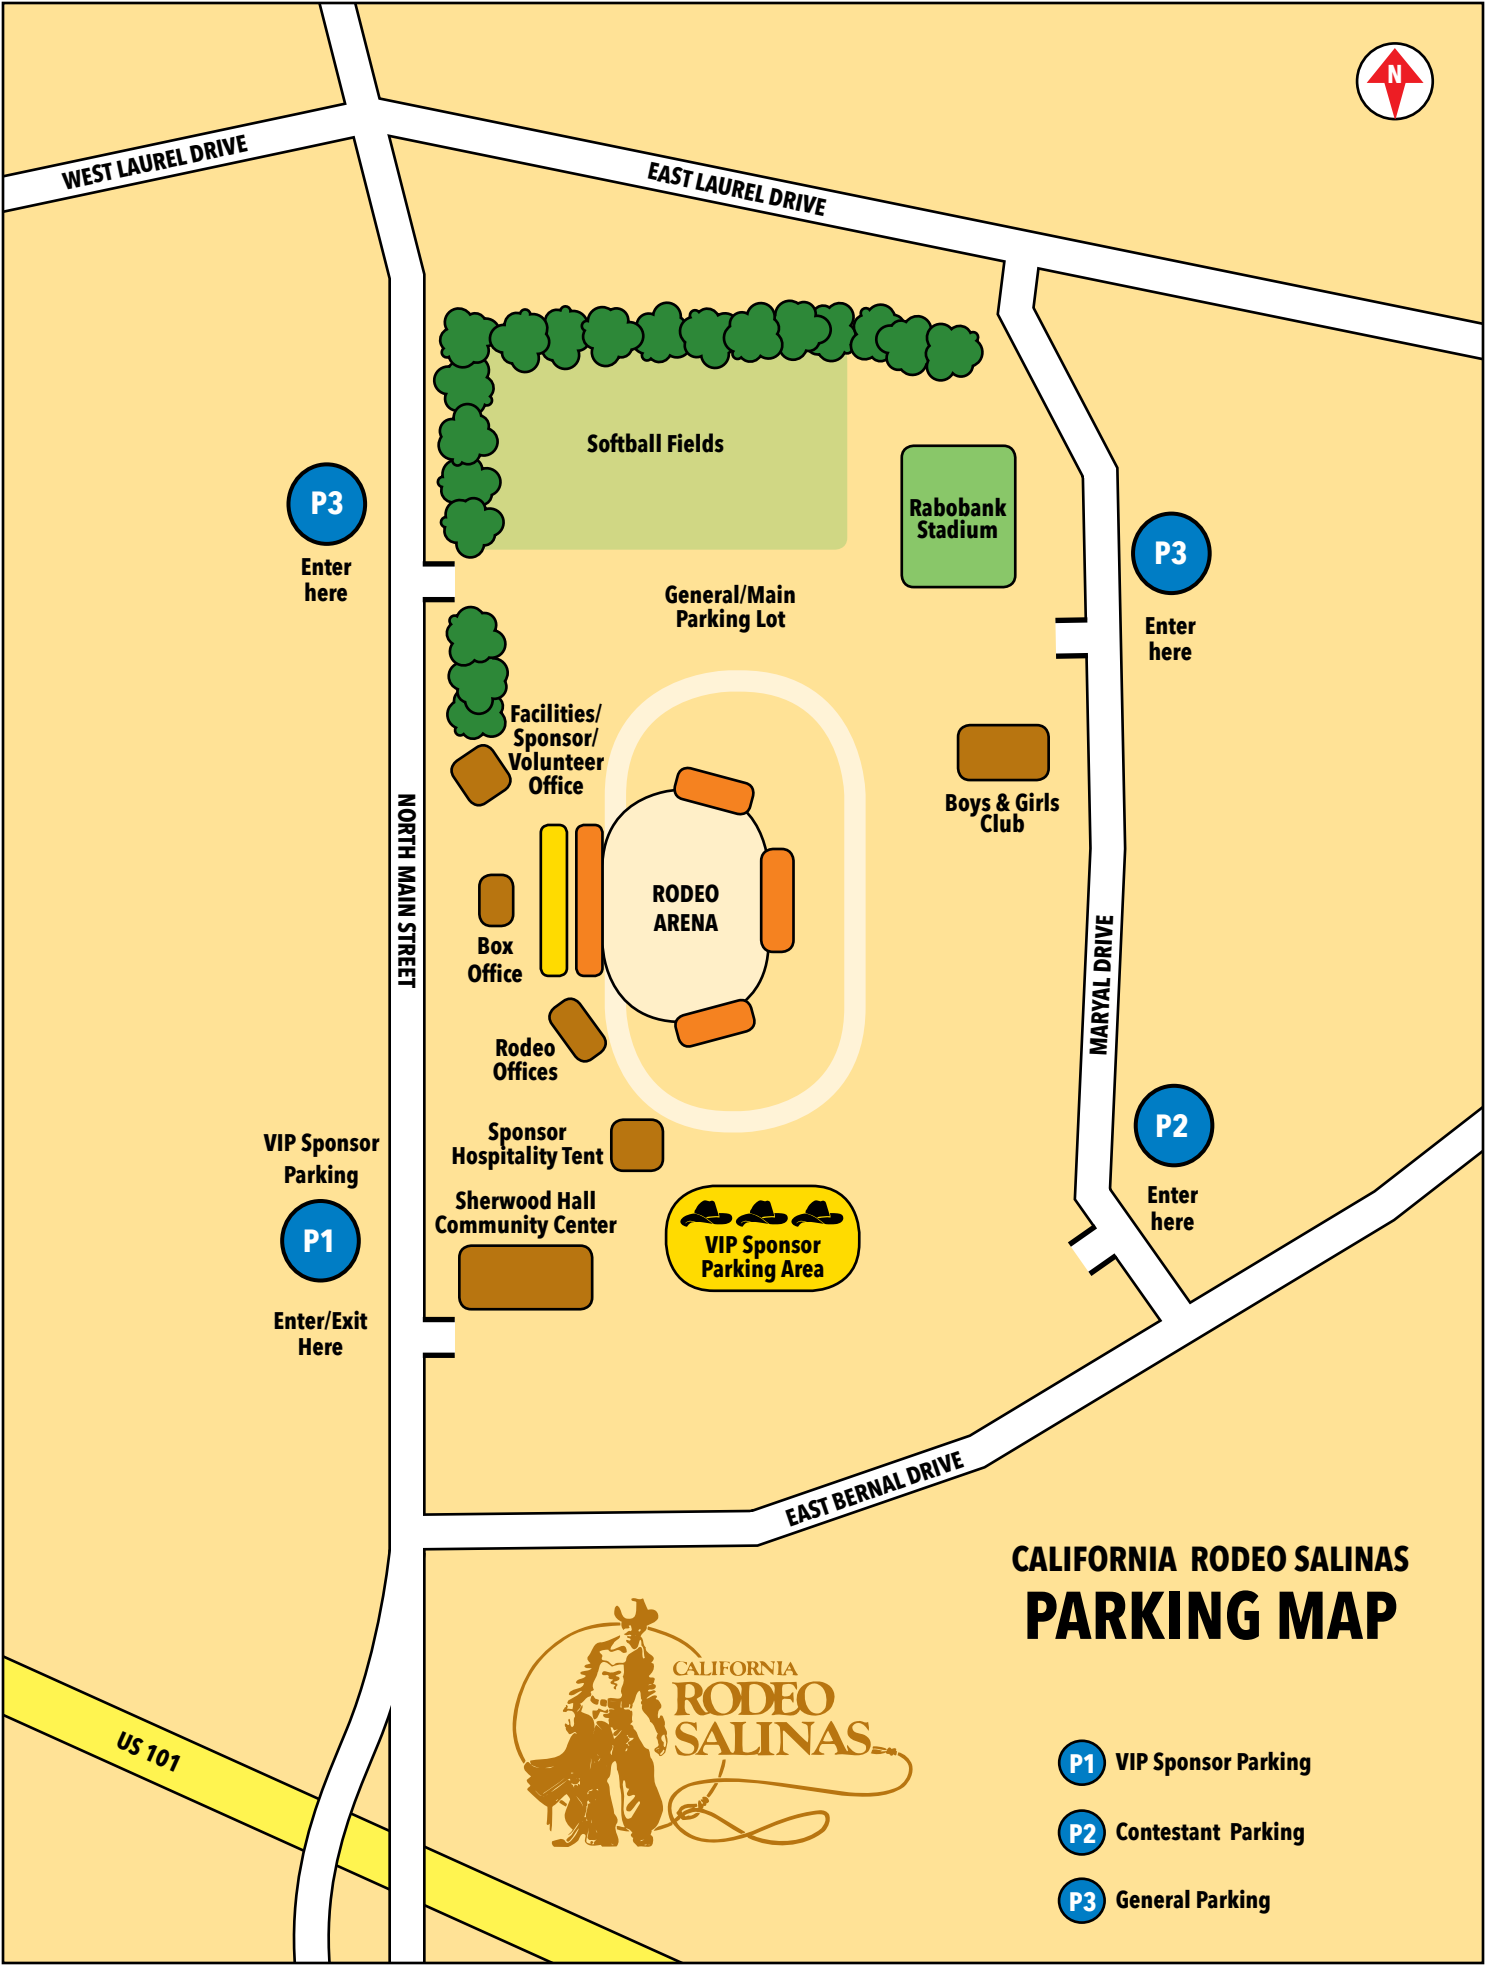 N
WEST LAUREL DRIVE
EAST LAUREL DRIVE
Softball Fields
P3
Enter
here
Rabobank
Stadium
P3
Enter
here
General/Main
Parking Lot
Facilities/
Sponsor/
Volunteer
Office
Boys & Girls
Club
NORTH MAIN STREET
RODEO
ARENA
Box
Office
MARYAL DRIVE
Rodeo
Offices
P2
Enter
here
VIP Sponsor
Parking
P1
Enter/Exit
Here
Sponsor
Hospitality Tent
Sherwood Hall
Community Center
VIP Sponsor
Parking Area
EAST BERNAL DRIVE
CALIFORNIA RODEO SALINAS
PARKING MAP
CALIFORNIA
RODEO
SALINAS
US 101
P1 VIP Sponsor Parking
P2 Contestant Parking
P3 General Parking